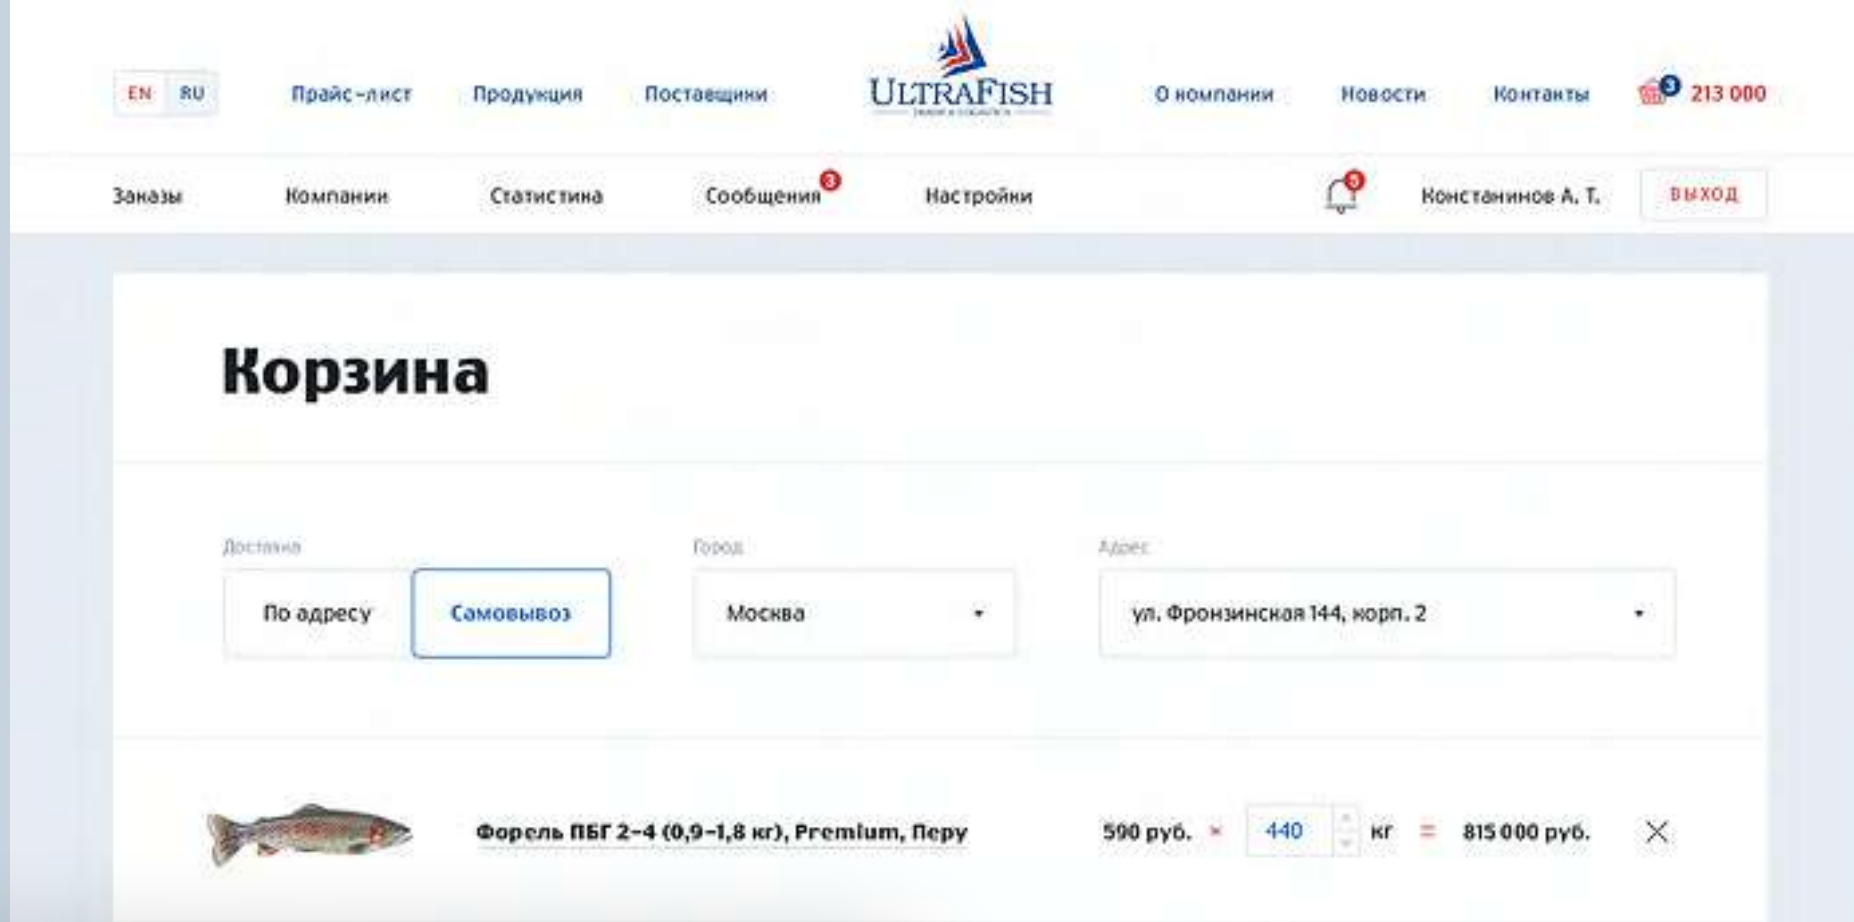 EN RU Прайс-лист Продукция Поставщики ULTRAFISH О компании Новости Контакты 3 213 000
Заказы Компании Статистика Сообщения 3 Настройки 5 Констанинов А. Т. ВЫХОД
Корзина
Доставка Город Адрес
По адресу Самовывоз Москва ул. Фронзинская 144, корп. 2
Форель ПБГ 2-4 (0,9-1,8 кг), Premium, Перу 590 руб. × 440 кг = 815 000 руб.